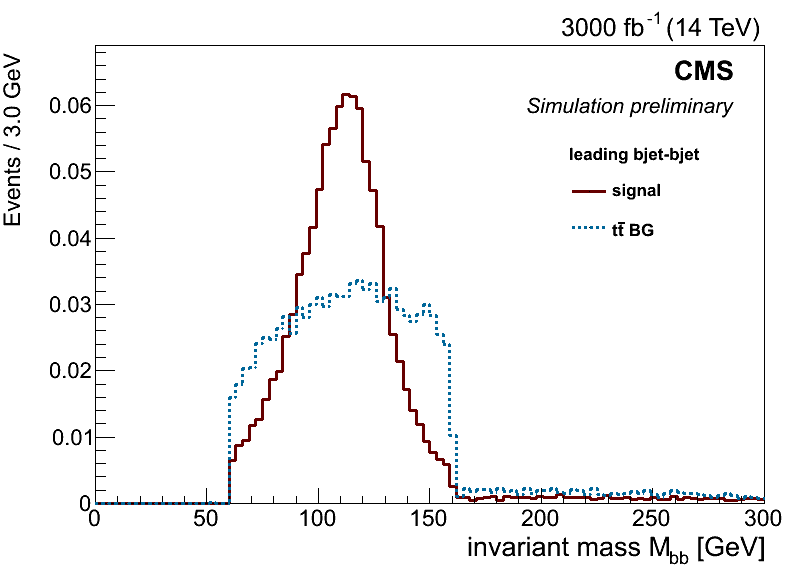 3000 fb-1 (14 TeV)
CMS
Simulation preliminary
leading bjet-bjet
signal
tt̄ BG
Events / 3.0 GeV
0.06
0.05
0.04
0.03
0.02
0.01
0
0 50 100 150 200 250 300
invariant mass Mbb [GeV]